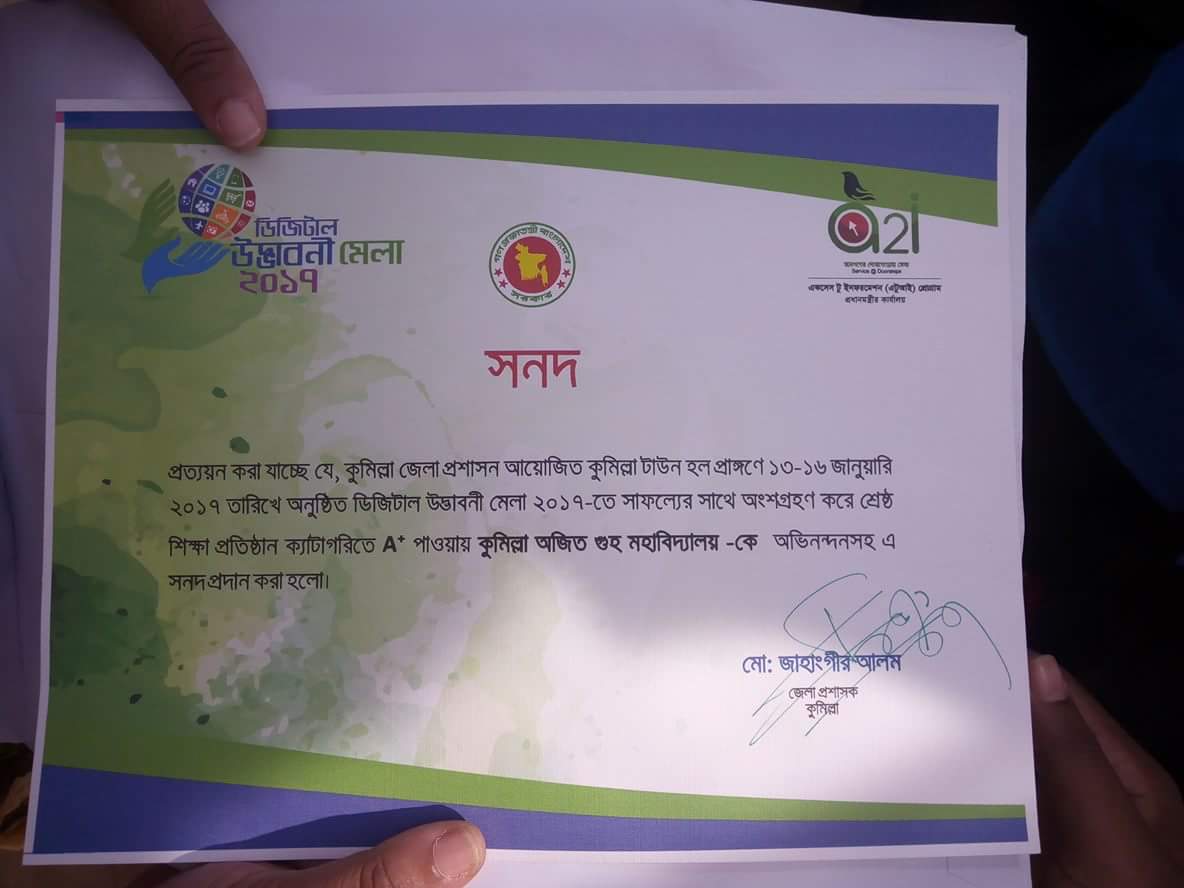 ডিজিটাল
উদ্ভাবনী মেলা
২০১৭
গণপ্রজাতন্ত্রী বাংলাদেশ
সরকার
a2i
জনগণের দোরগোড়ায় সেবা
Service @ Doorsteps
একসেস টু ইনফরমেশন (এটুআই) প্রোগ্রাম
প্রধানমন্ত্রীর কার্যালয়
সনদ
প্রত্যয়ন করা যাচ্ছে যে, কুমিল্লা জেলা প্রশাসন আয়োজিত কুমিল্লা টাউন হল প্রাঙ্গণে ১৩-১৬ জানুয়ারি
২০১৭ তারিখে অনুষ্ঠিত ডিজিটাল উদ্ভাবনী মেলা ২০১৭-তে সাফল্যের সাথে অংশগ্রহণ করে শ্রেষ্ঠ
শিক্ষা প্রতিষ্ঠান ক্যাটাগরিতে A⁺ পাওয়ায় কুমিল্লা অজিত গুহ মহাবিদ্যালয় -কে অভিনন্দনসহ এ
সনদ প্রদান করা হলো।
মো: জাহাংগীর আলম
জেলা প্রশাসক
কুমিল্লা